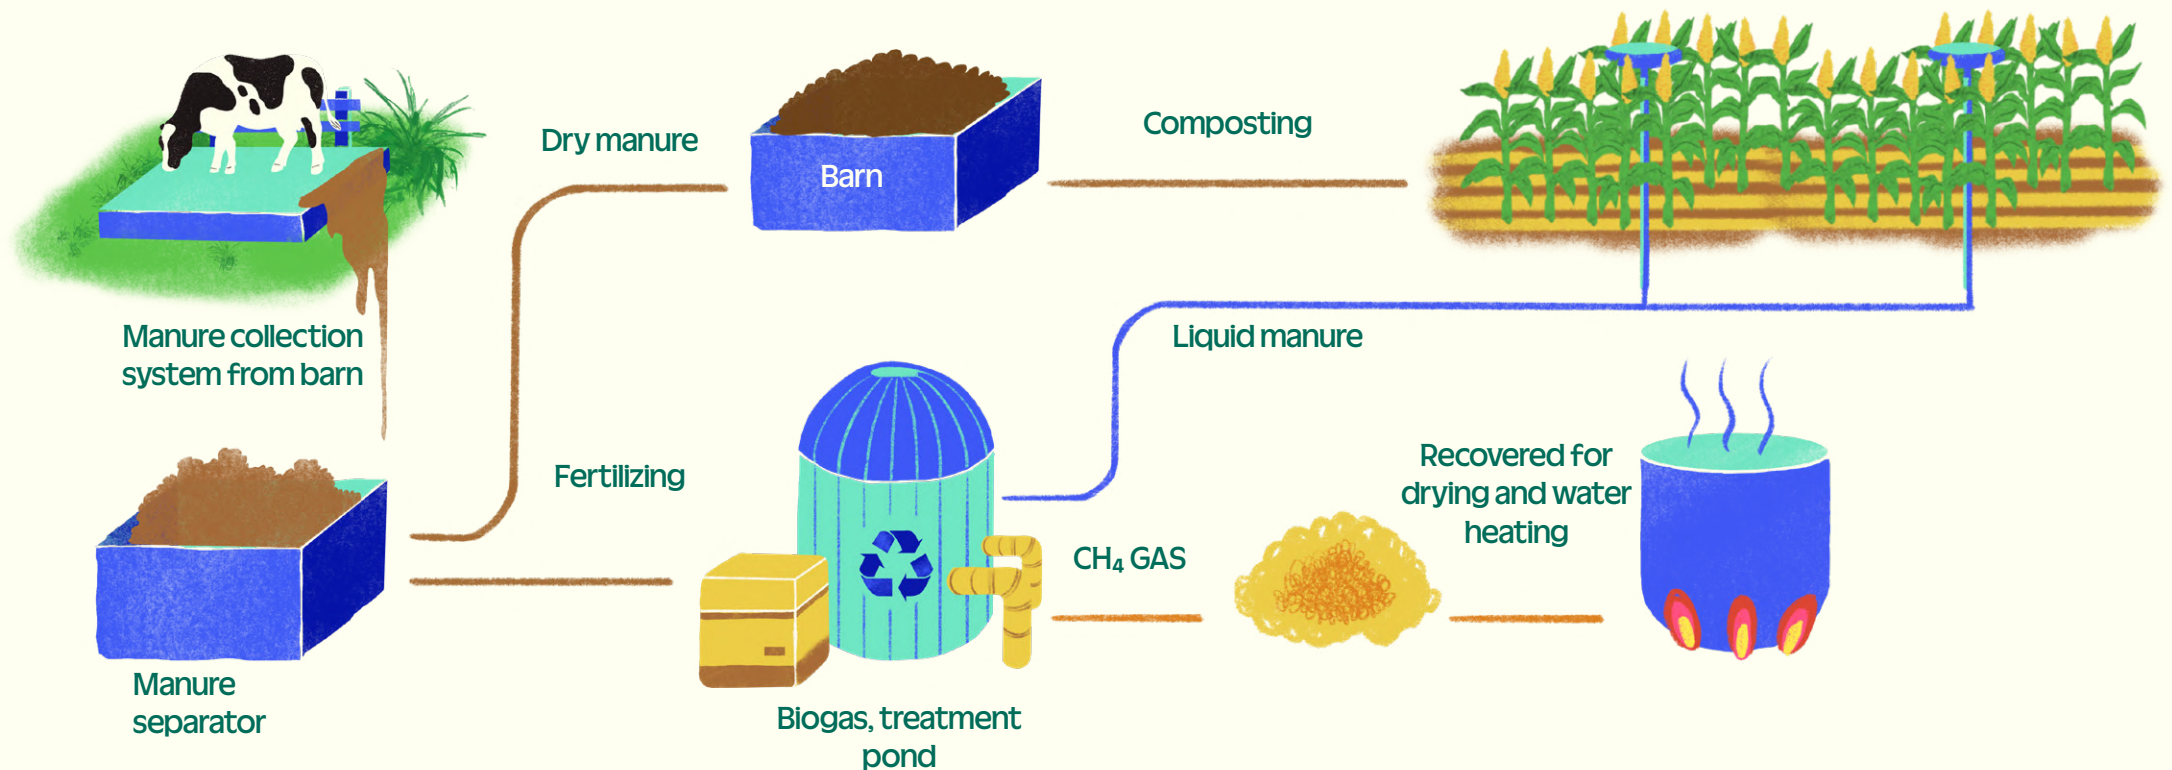 Dry manure
Barn
Composting
Manure collection
system from barn
Liquid manure
Fertilizing
Recovered for
drying and water
heating
CH₄ GAS
Manure
separator
Biogas, treatment
pond